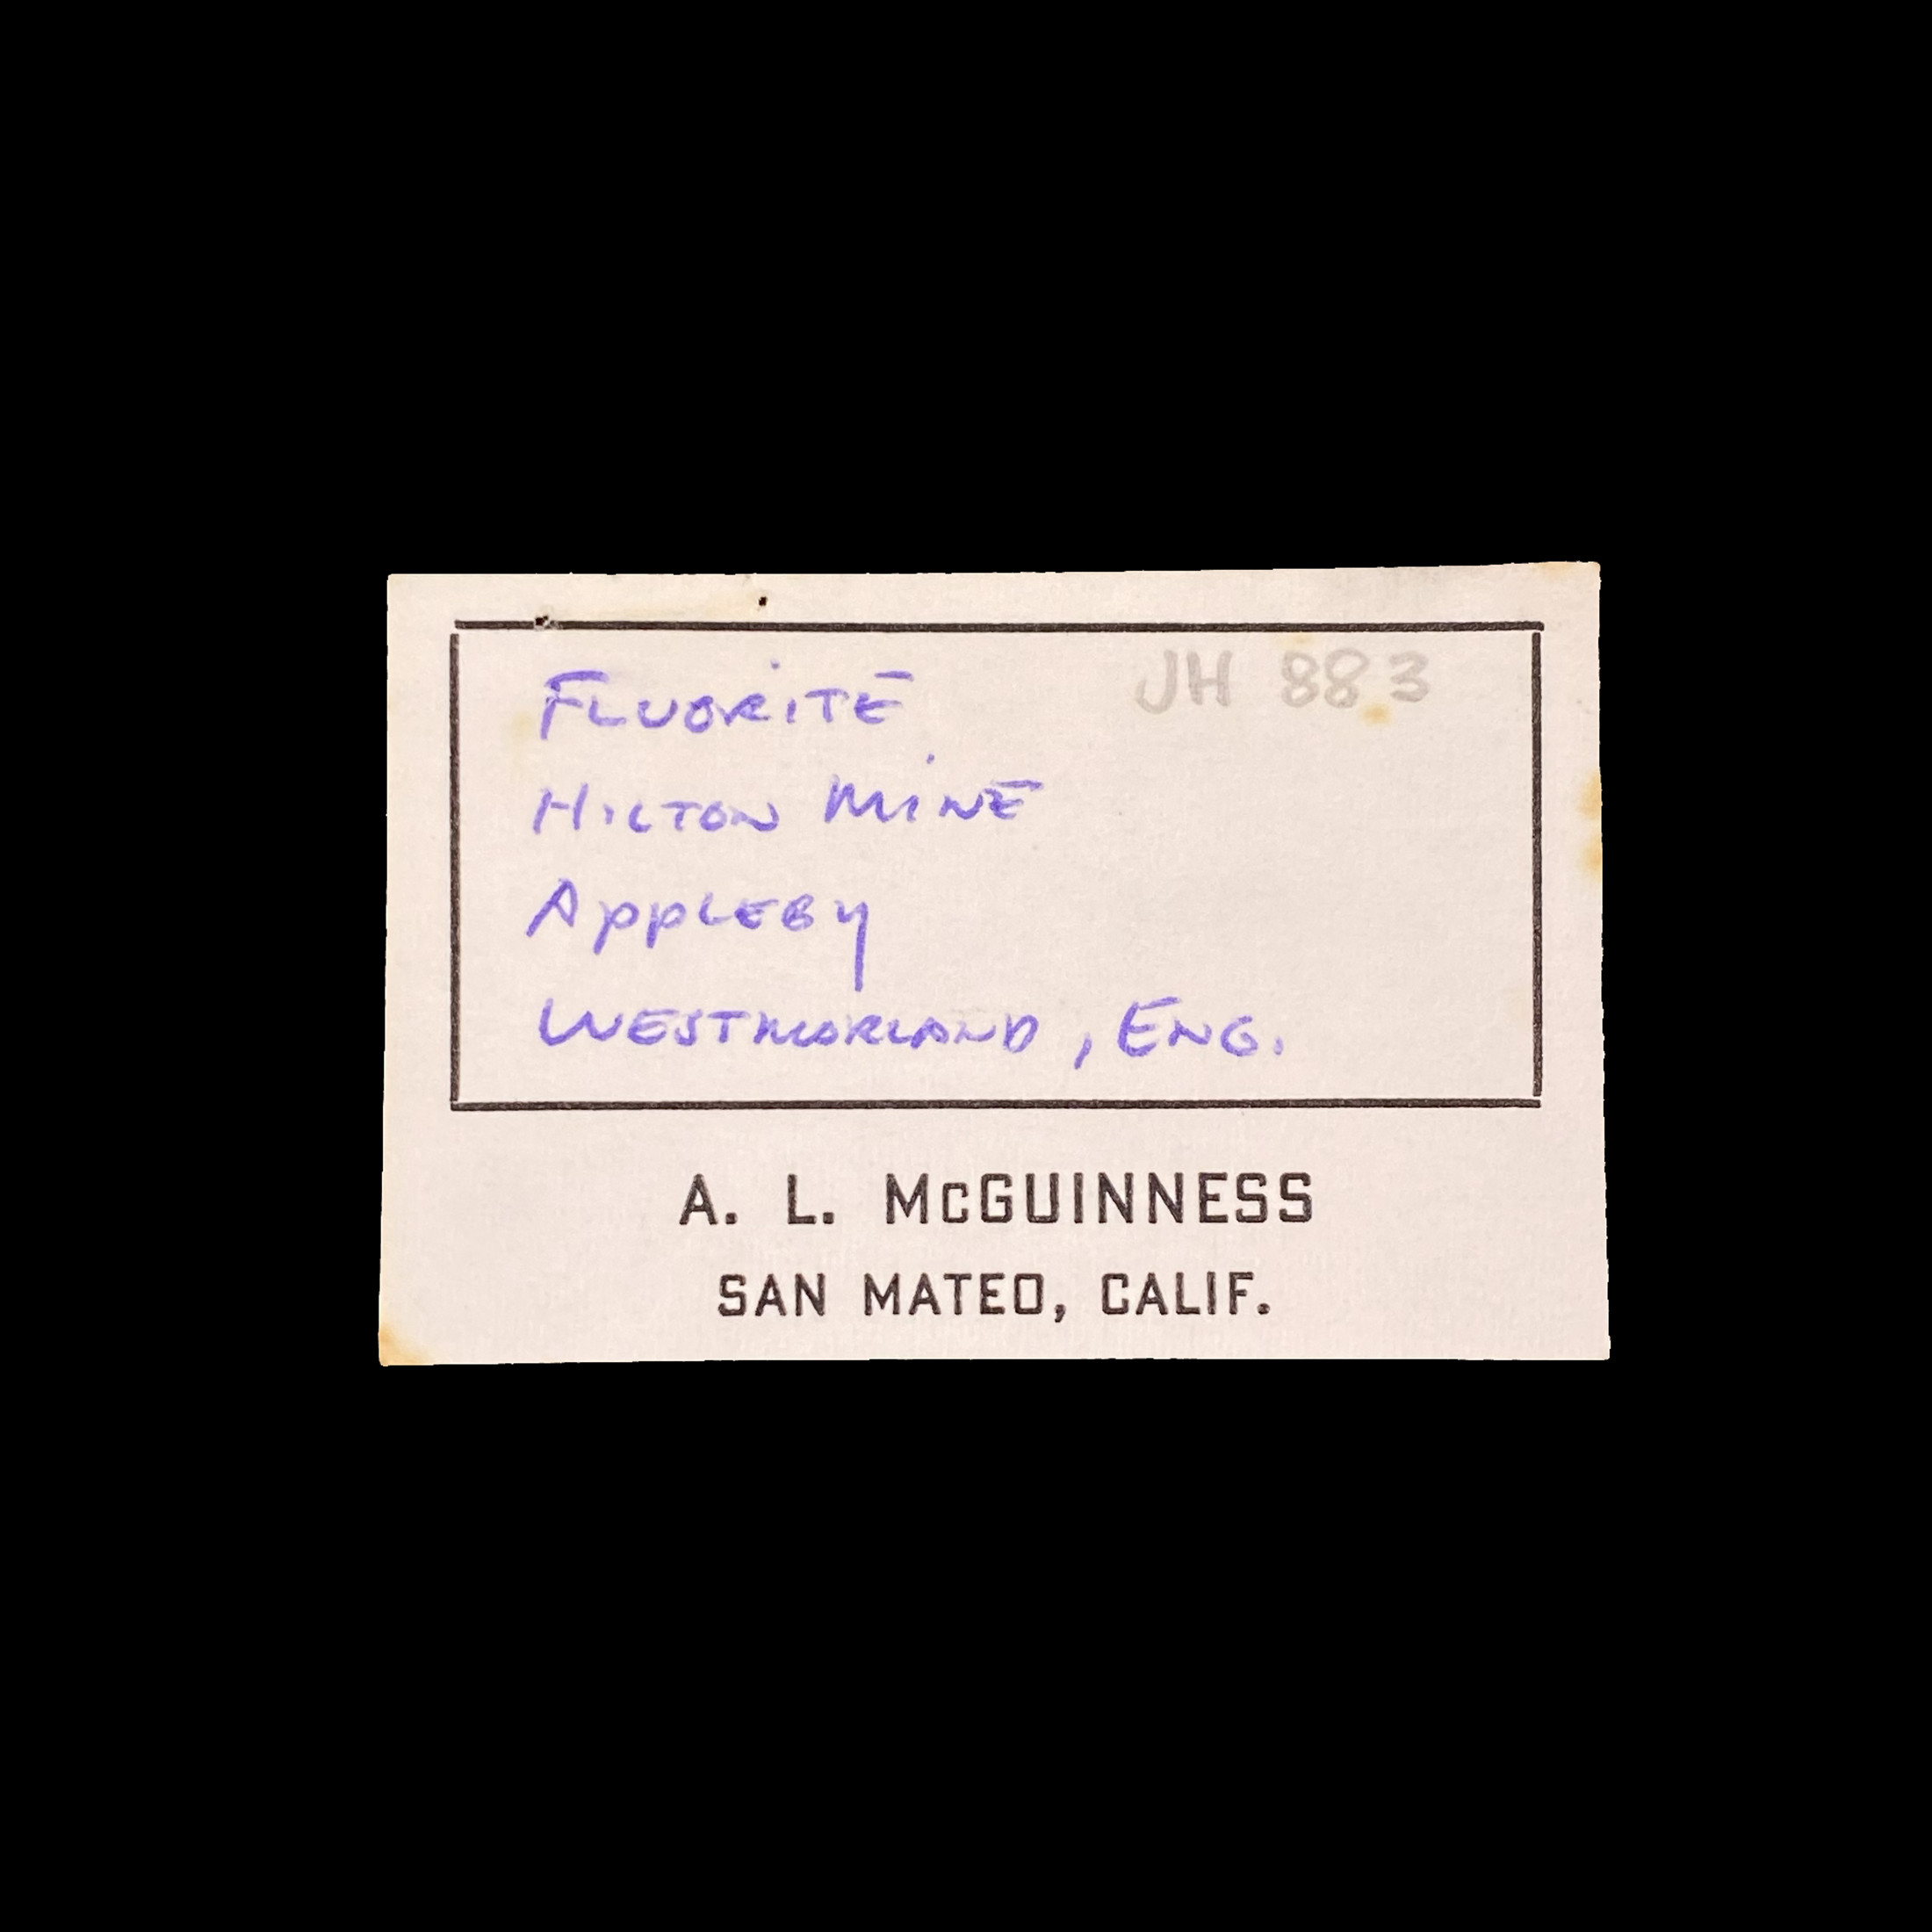 FLUORITE JH 883
HILTON MINE
APPLEBY
WESTMORLAND, ENG.
A. L. McGUINNESS
SAN MATEO, CALIF.